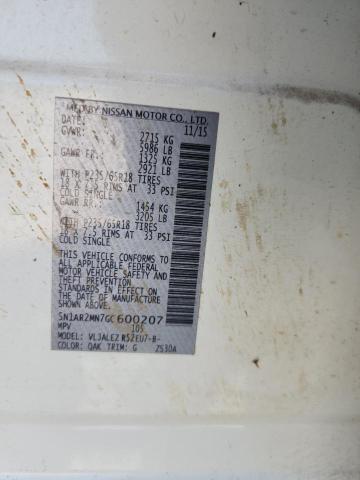 MFD BY NISSAN MOTOR CO., LTD.
DATE: 11/15
GVWR: 2715 KG
5986 LB
GAWR FR: 1325 KG
2921 LB
WITH P235/65R18 TIRES
18 X 7.5 RIMS AT 33 PSI
COLD SINGLE
GAWR RR: 1454 KG
3205 LB
WITH P235/65R18 TIRES
18 X 7.5 RIMS AT 33 PSI
COLD SINGLE
THIS VEHICLE CONFORMS TO ALL
APPLICABLE FEDERAL MOTOR
VEHICLE SAFETY STANDARDS
IN EFFECT ON THE DATE OF
MANUFACTURE SHOWN ABOVE.
5N1AR2MN7GC600207
MPV 105
MODEL: VLJALEZ R52EU7-B-
COLOR: QAK TRIM: G Z530A